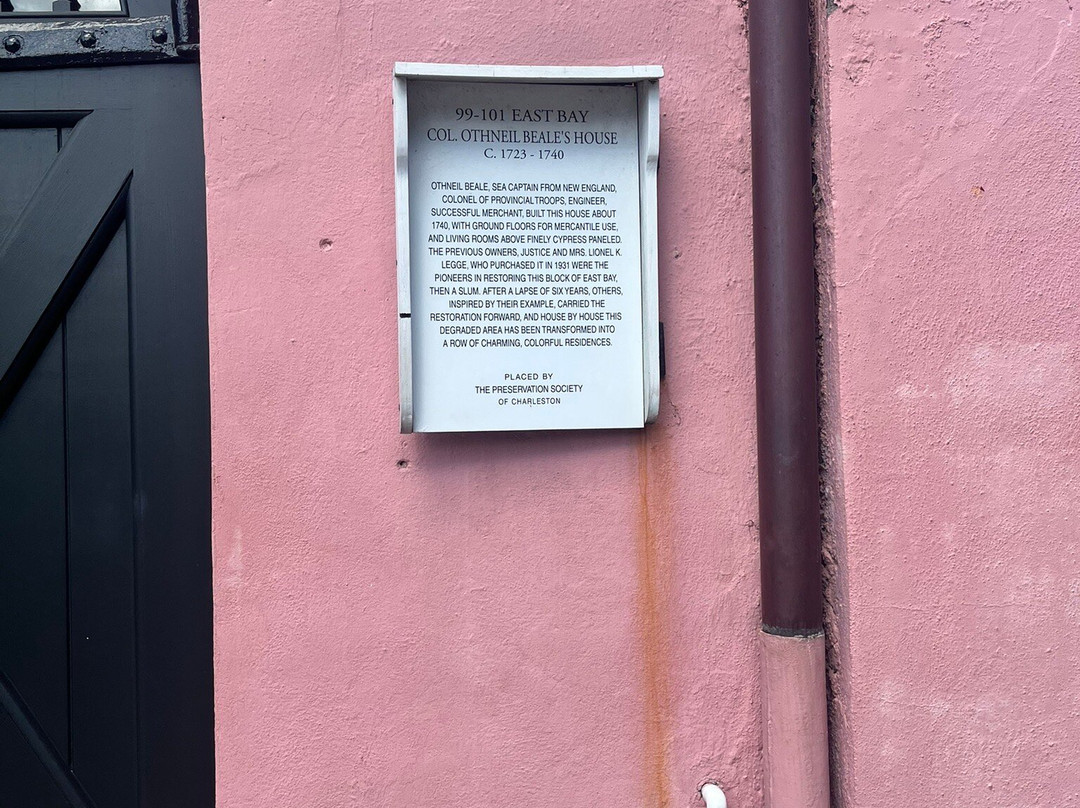 99-101 EAST BAY
COL. OTHNEIL BEALE'S HOUSE
C. 1723 - 1740
OTHNEIL BEALE, SEA CAPTAIN FROM NEW ENGLAND,
COLONEL OF PROVINCIAL TROOPS, ENGINEER,
SUCCESSFUL MERCHANT, BUILT THIS HOUSE ABOUT
1740, WITH GROUND FLOORS FOR MERCANTILE USE,
AND LIVING ROOMS ABOVE FINELY CYPRESS PANELED.
THE PREVIOUS OWNERS, JUSTICE AND MRS. LIONEL K.
LEGGE, WHO PURCHASED IT IN 1931 WERE THE
PIONEERS IN RESTORING THIS BLOCK OF EAST BAY,
THEN A SLUM. AFTER A LAPSE OF SIX YEARS, OTHERS,
INSPIRED BY THEIR EXAMPLE, CARRIED THE
RESTORATION FORWARD, AND HOUSE BY HOUSE THIS
DEGRADED AREA HAS BEEN TRANSFORMED INTO
A ROW OF CHARMING, COLORFUL RESIDENCES.
PLACED BY
THE PRESERVATION SOCIETY
OF CHARLESTON